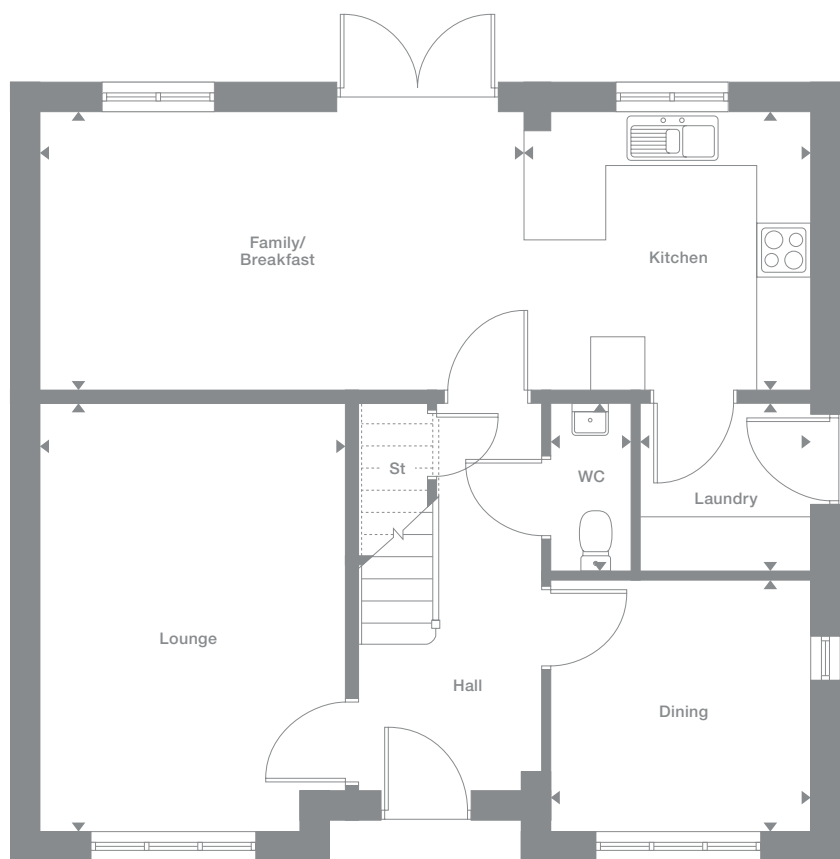 Family/
Breakfast
Kitchen
St
WC
Laundry
Lounge
Hall
Dining